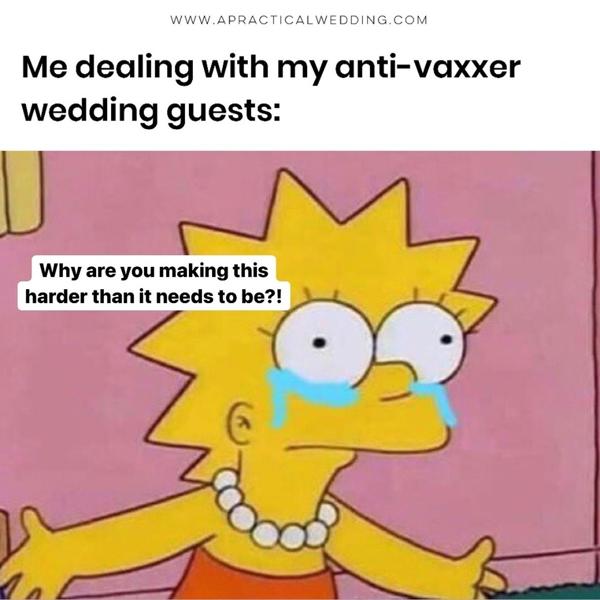 WWW.APRACTICALWEDDING.COM
Me dealing with my anti-vaxxer
wedding guests:
Why are you making this
harder than it needs to be?!